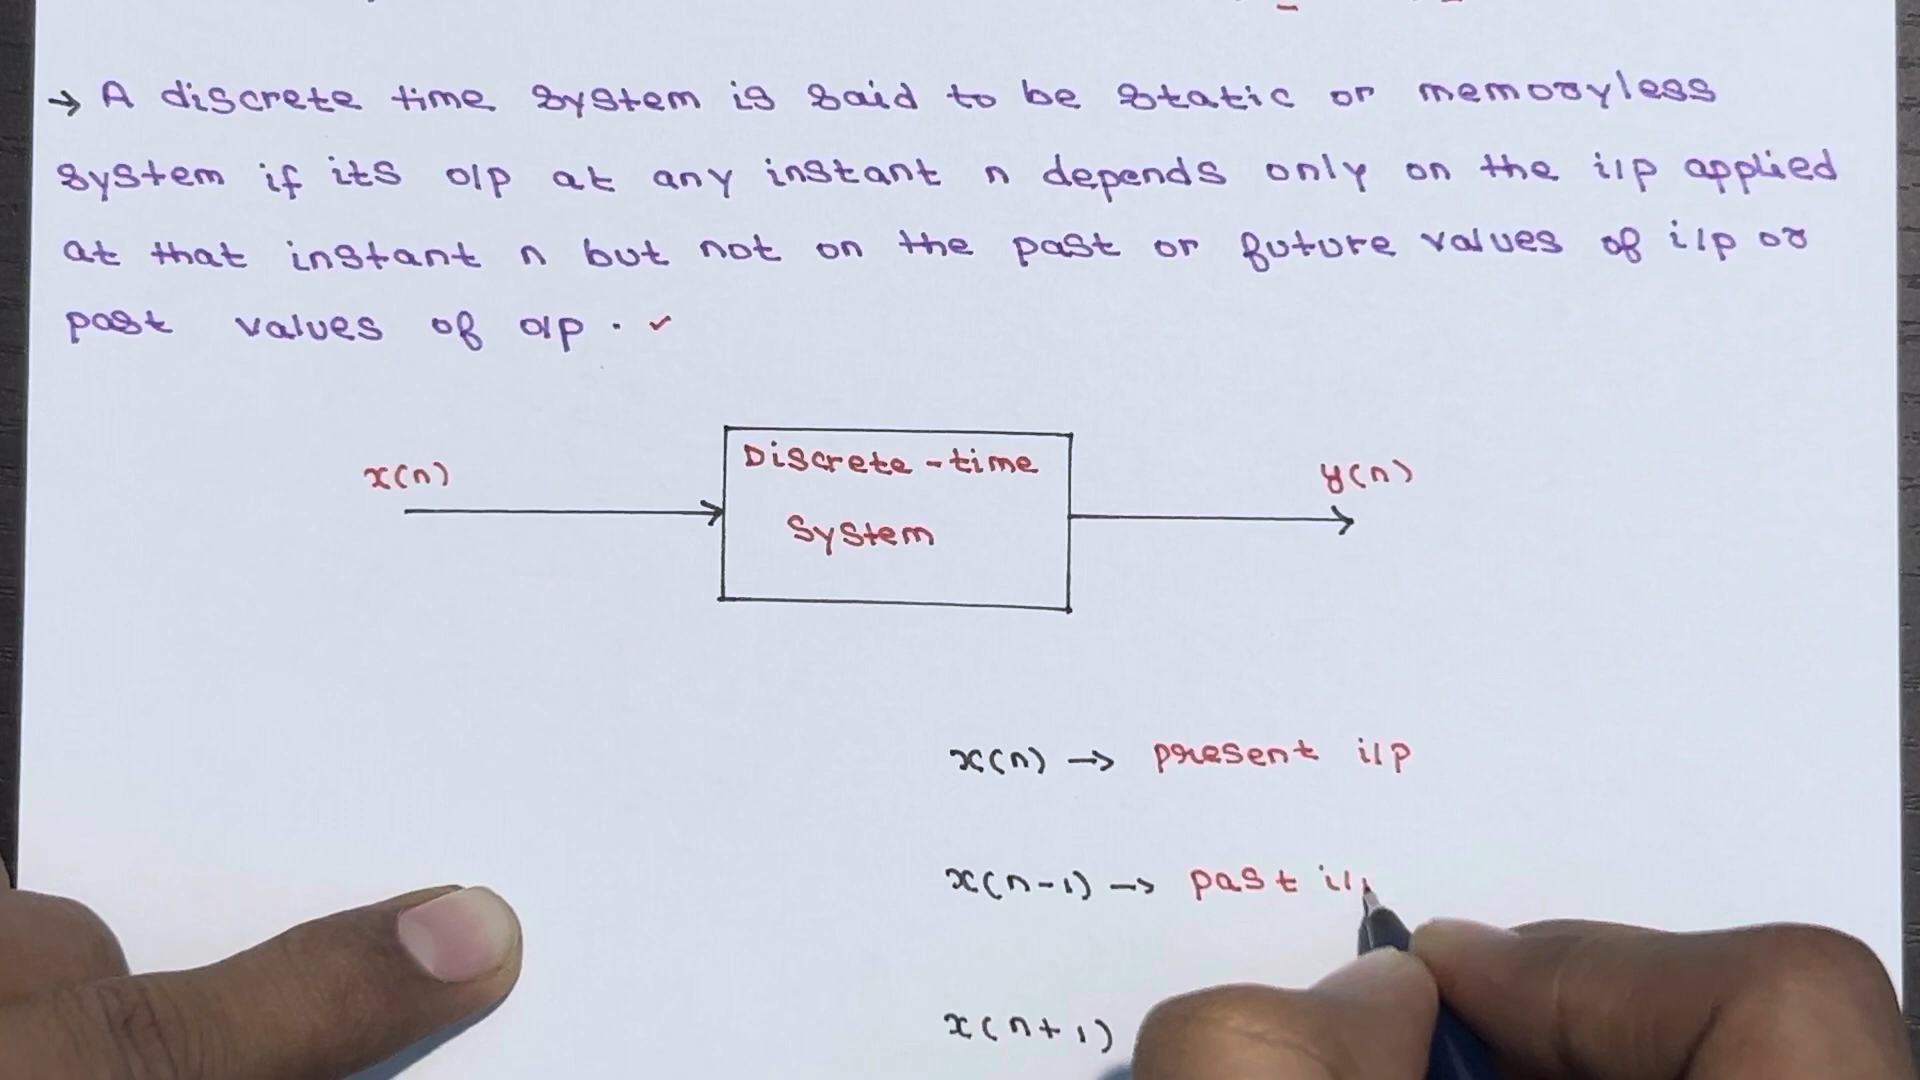 → A discrete time system is said to be static or memoryless
system if its o/p at any instant n depends only on the i/p applied
at that instant n but not on the past or future values of i/p or
past values of o/p .
x(n)
Discrete-time
System
y(n)
x(n) → present i/p
x(n-1) → past i/p
x(n+1)